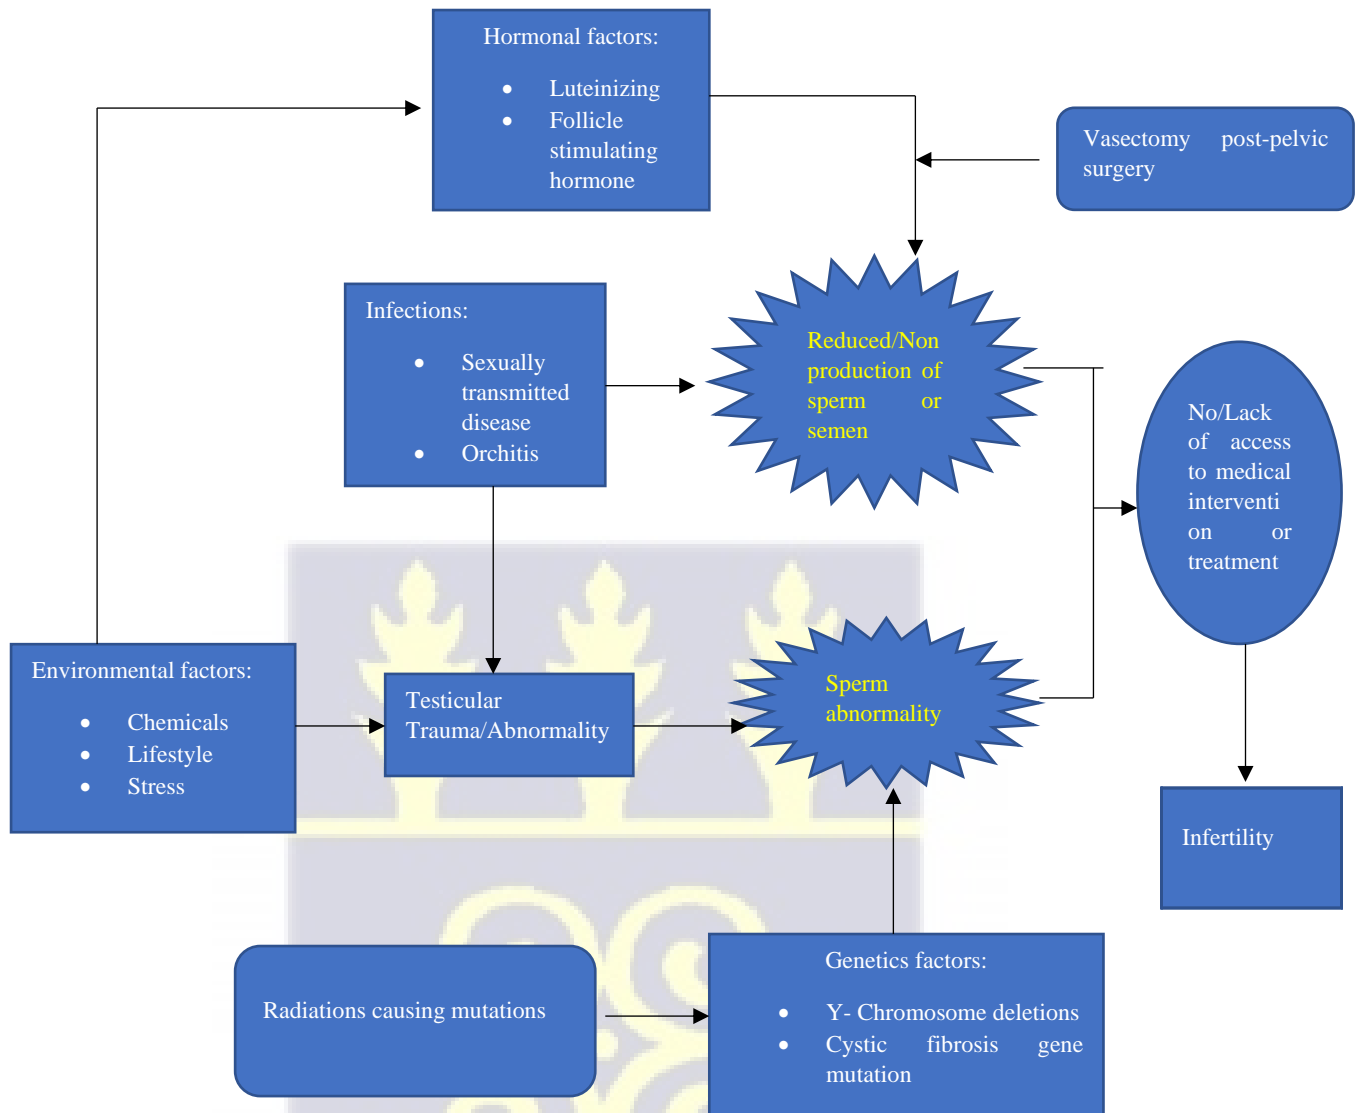 Hormonal factors:
• Luteinizing
• Follicle
stimulating
hormone
Vasectomy post-pelvic
surgery
Infections:
• Sexually
transmitted
disease
• Orchitis
Reduced/Non
production of
sperm or
semen
No/Lack
of access
to medical
interventi
on or
treatment
Environmental factors:
• Chemicals
• Lifestyle
• Stress
Testicular
Trauma/Abnormality
Sperm
abnormality
Infertility
Radiations causing mutations
Genetics factors:
• Y- Chromosome deletions
• Cystic fibrosis gene
mutation